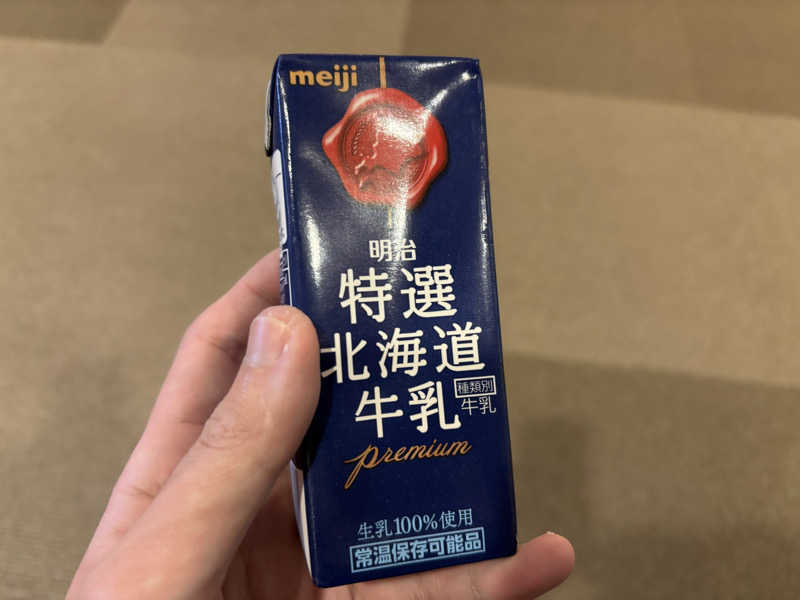 meiji
明治
特選
北海道
牛乳
種類別
牛乳
premium
生乳100%使用
常温保存可能品